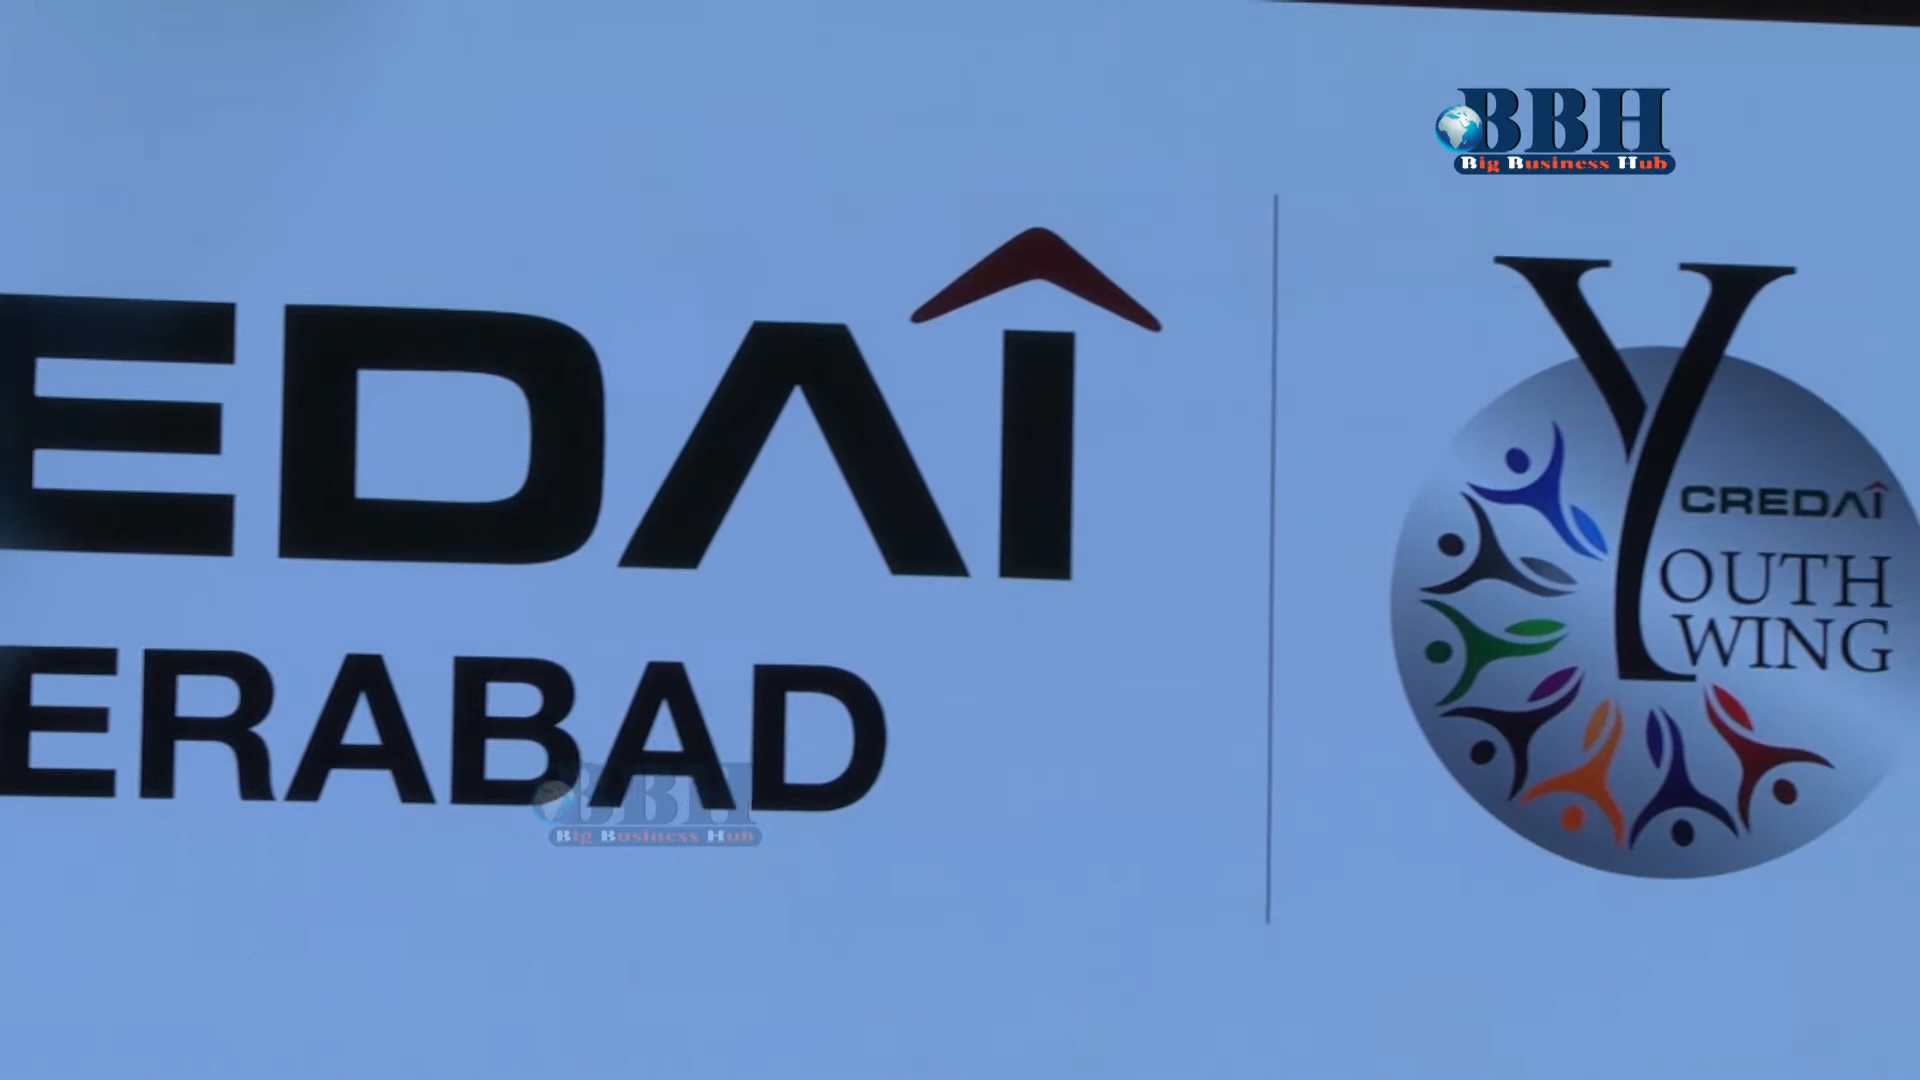 BBH
Big Business Hub
EDAI
ERABAD
BBH
Big Business Hub
Y
CREDAI
OUTH
WING